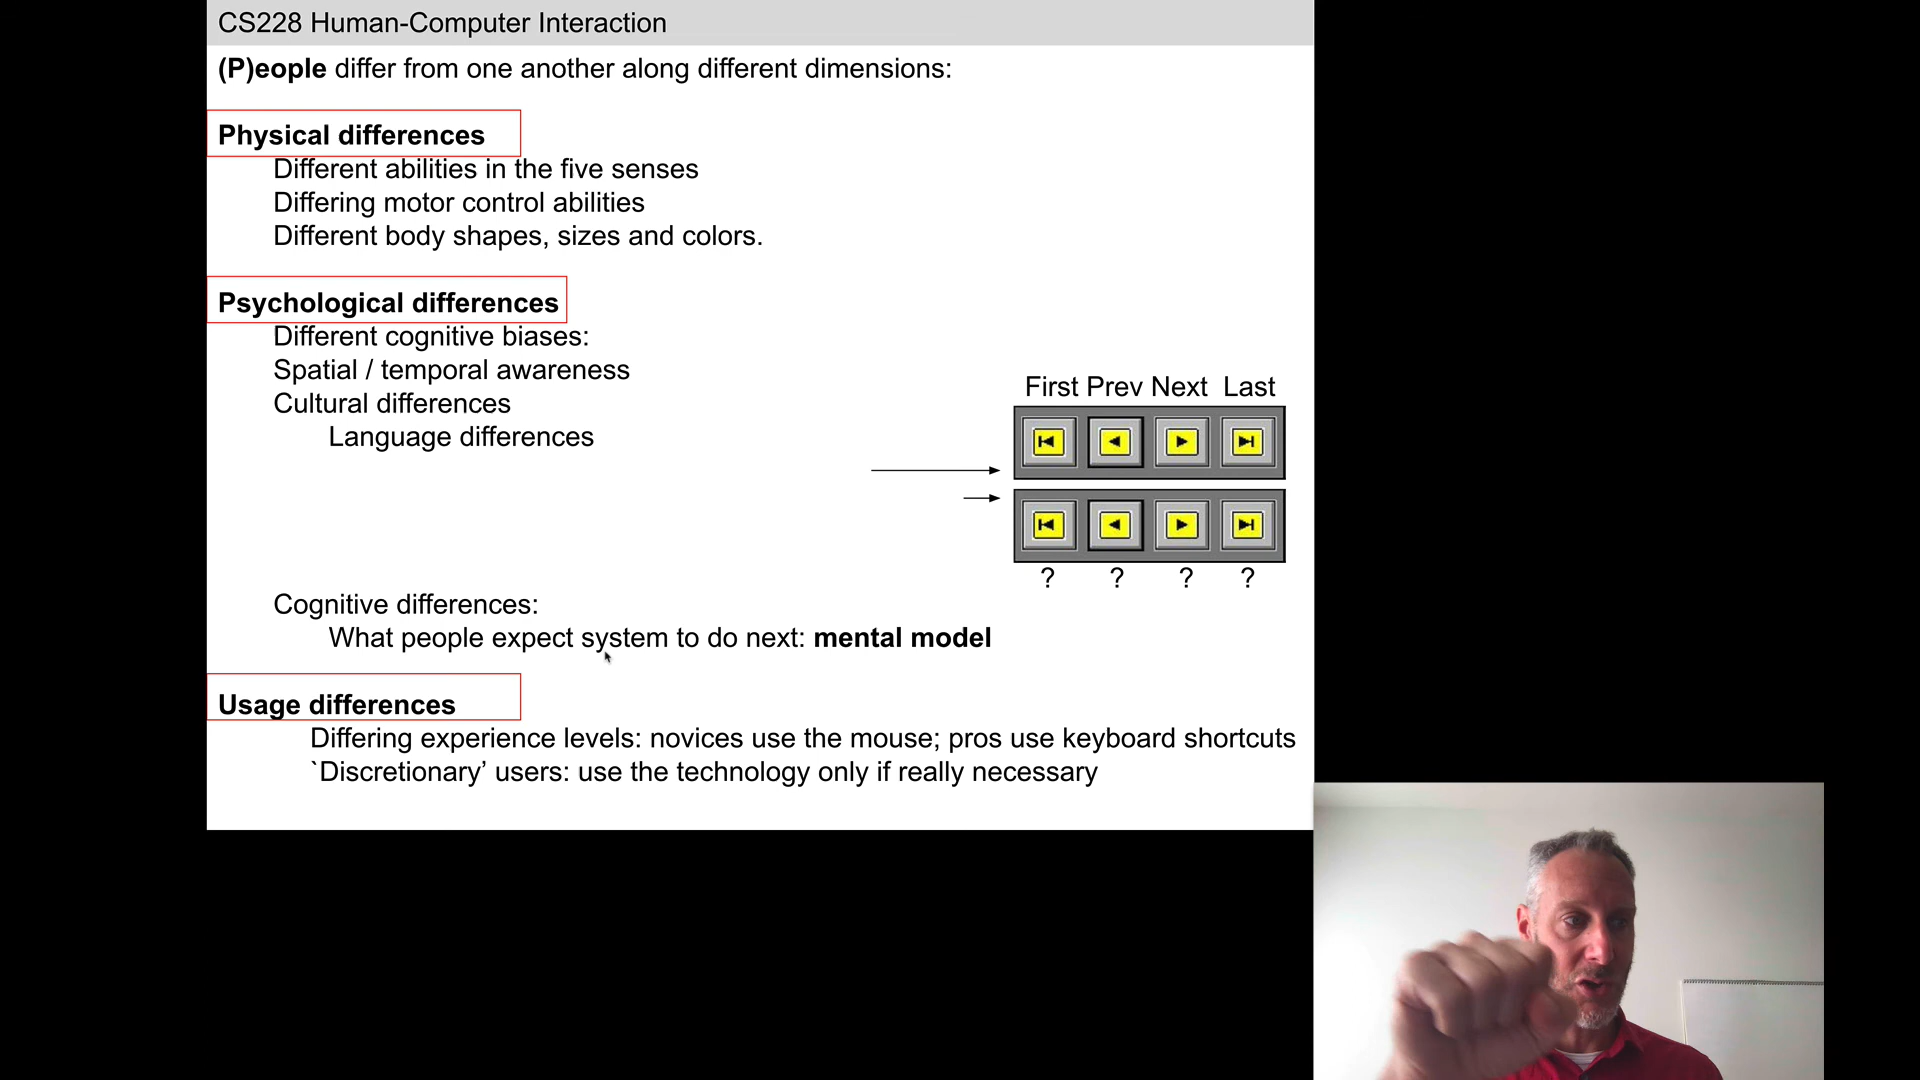 CS228 Human-Computer Interaction
(P)eople differ from one another along different dimensions:
Physical differences
Different abilities in the five senses
Differing motor control abilities
Different body shapes, sizes and colors.
Psychological differences
Different cognitive biases:
Spatial / temporal awareness
Cultural differences
Language differences
First Prev Next Last
? ? ? ?
Cognitive differences:
What people expect system to do next: mental model
Usage differences
Differing experience levels: novices use the mouse; pros use keyboard shortcuts
`Discretionary’ users: use the technology only if really necessary